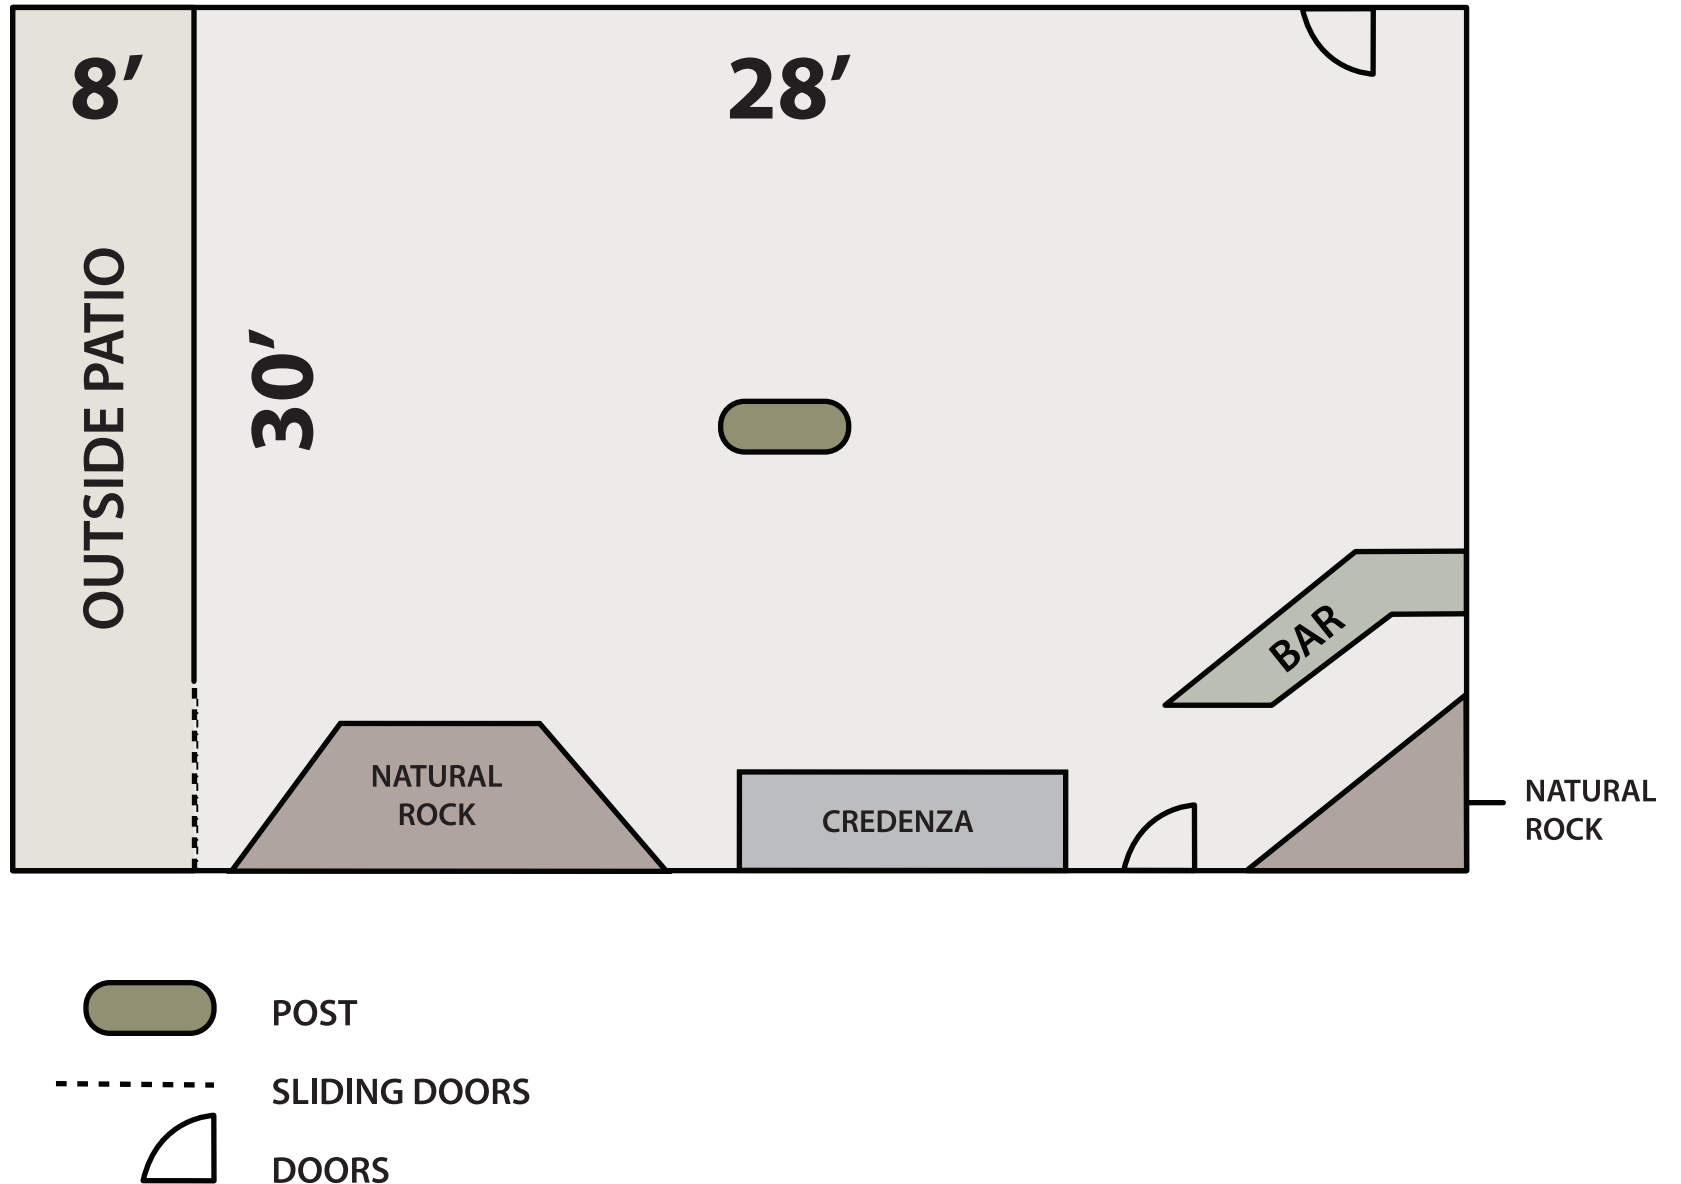 8’
28’
OUTSIDE PATIO
30’
BAR
NATURAL
ROCK
CREDENZA
NATURAL
ROCK
POST
SLIDING DOORS
DOORS